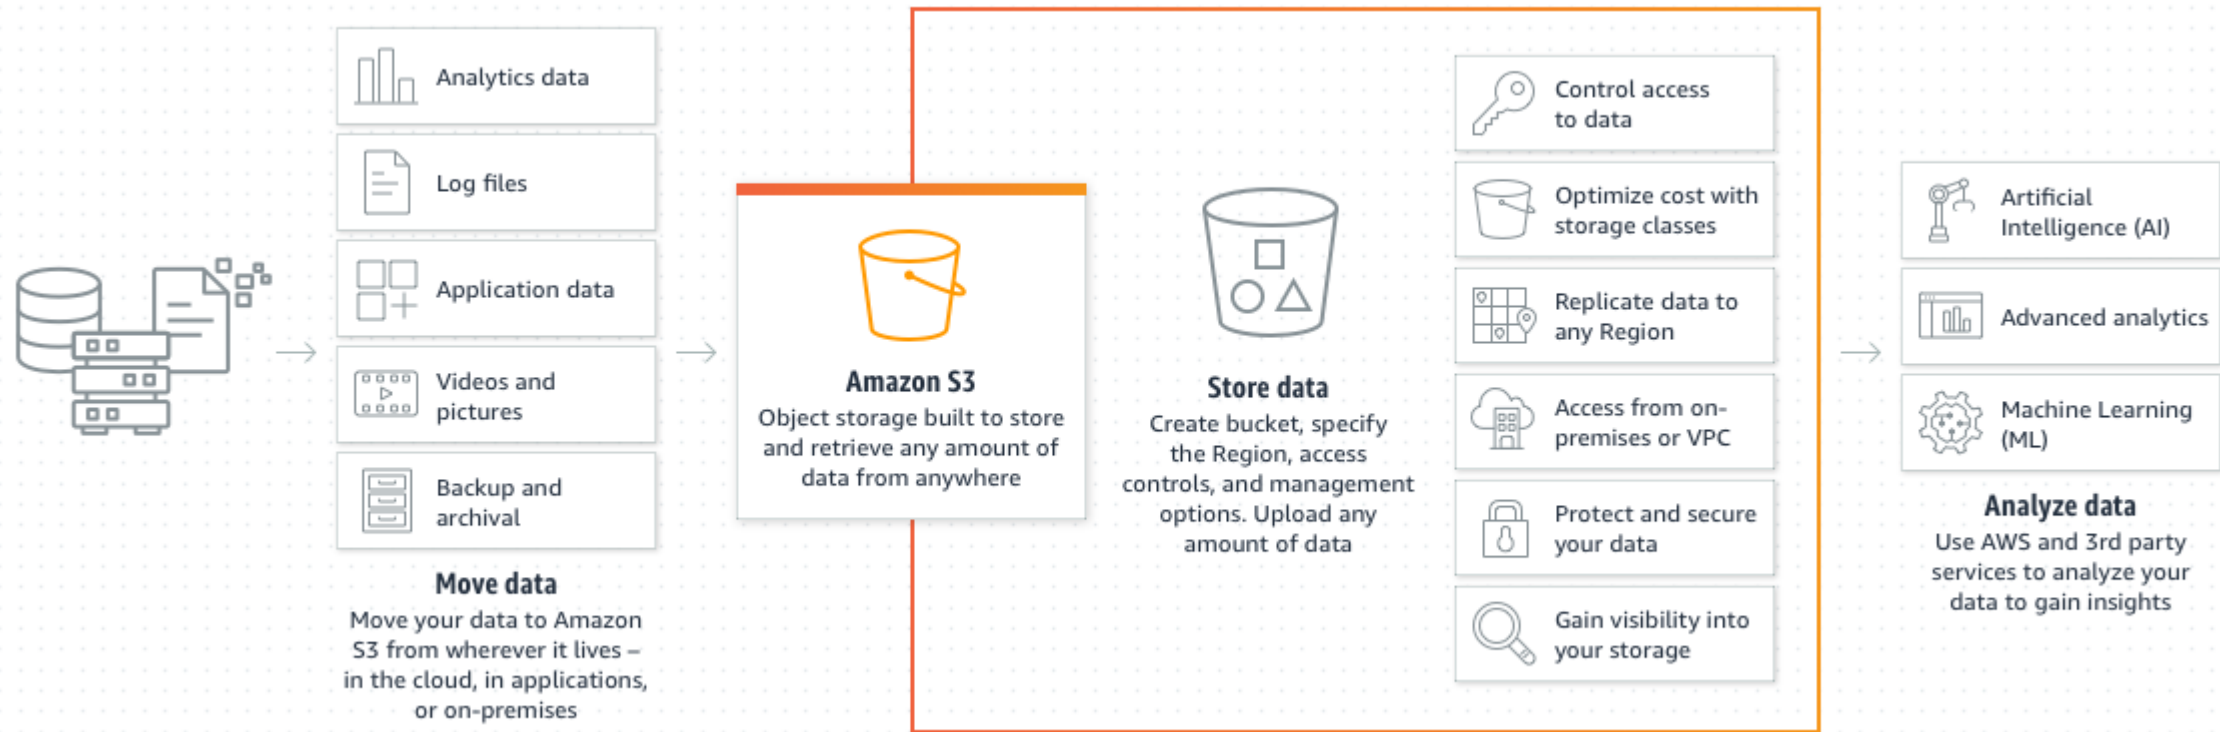 Analytics data
Log files
Application data
Videos and
pictures
Backup and
archival
Move data
Move your data to Amazon
S3 from wherever it lives –
in the cloud, in applications,
or on-premises
Amazon S3
Object storage built to store
and retrieve any amount of
data from anywhere
Store data
Create bucket, specify
the Region, access
controls, and management
options. Upload any
amount of data
Control access
to data
Optimize cost with
storage classes
Replicate data to
any Region
Access from on-
premises or VPC
Protect and secure
your data
Gain visibility into
your storage
Artificial
Intelligence (AI)
Advanced analytics
Machine Learning
(ML)
Analyze data
Use AWS and 3rd party
services to analyze your
data to gain insights